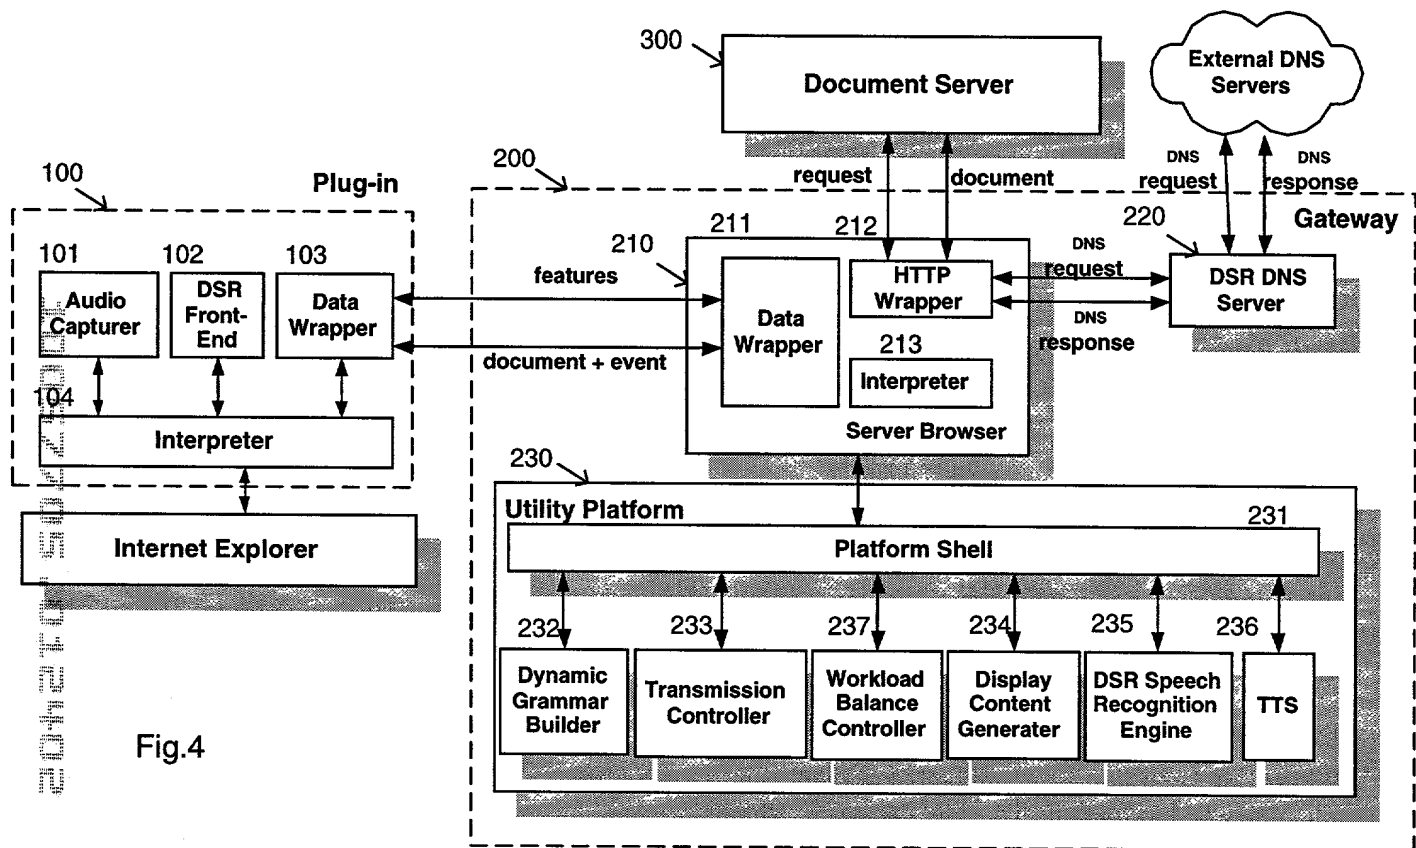 300
Document Server
External DNS
Servers
200
request
document
DNS
request
DNS
response
100
Plug-in
Gateway
101
102
103
Audio
Capturer
DSR
Front-
End
Data
Wrapper
104
Interpreter
Internet Explorer
features
document + event
210
211
212
Data
Wrapper
HTTP
Wrapper
213
Interpreter
Server Browser
DNS
request
DNS
response
220
DSR DNS
Server
230
Utility Platform
231
Platform Shell
232
233
237
234
235
236
Dynamic
Grammar
Builder
Transmission
Controller
Workload
Balance
Controller
Display
Content
Generater
DSR Speech
Recognition
Engine
TTS
Fig.4